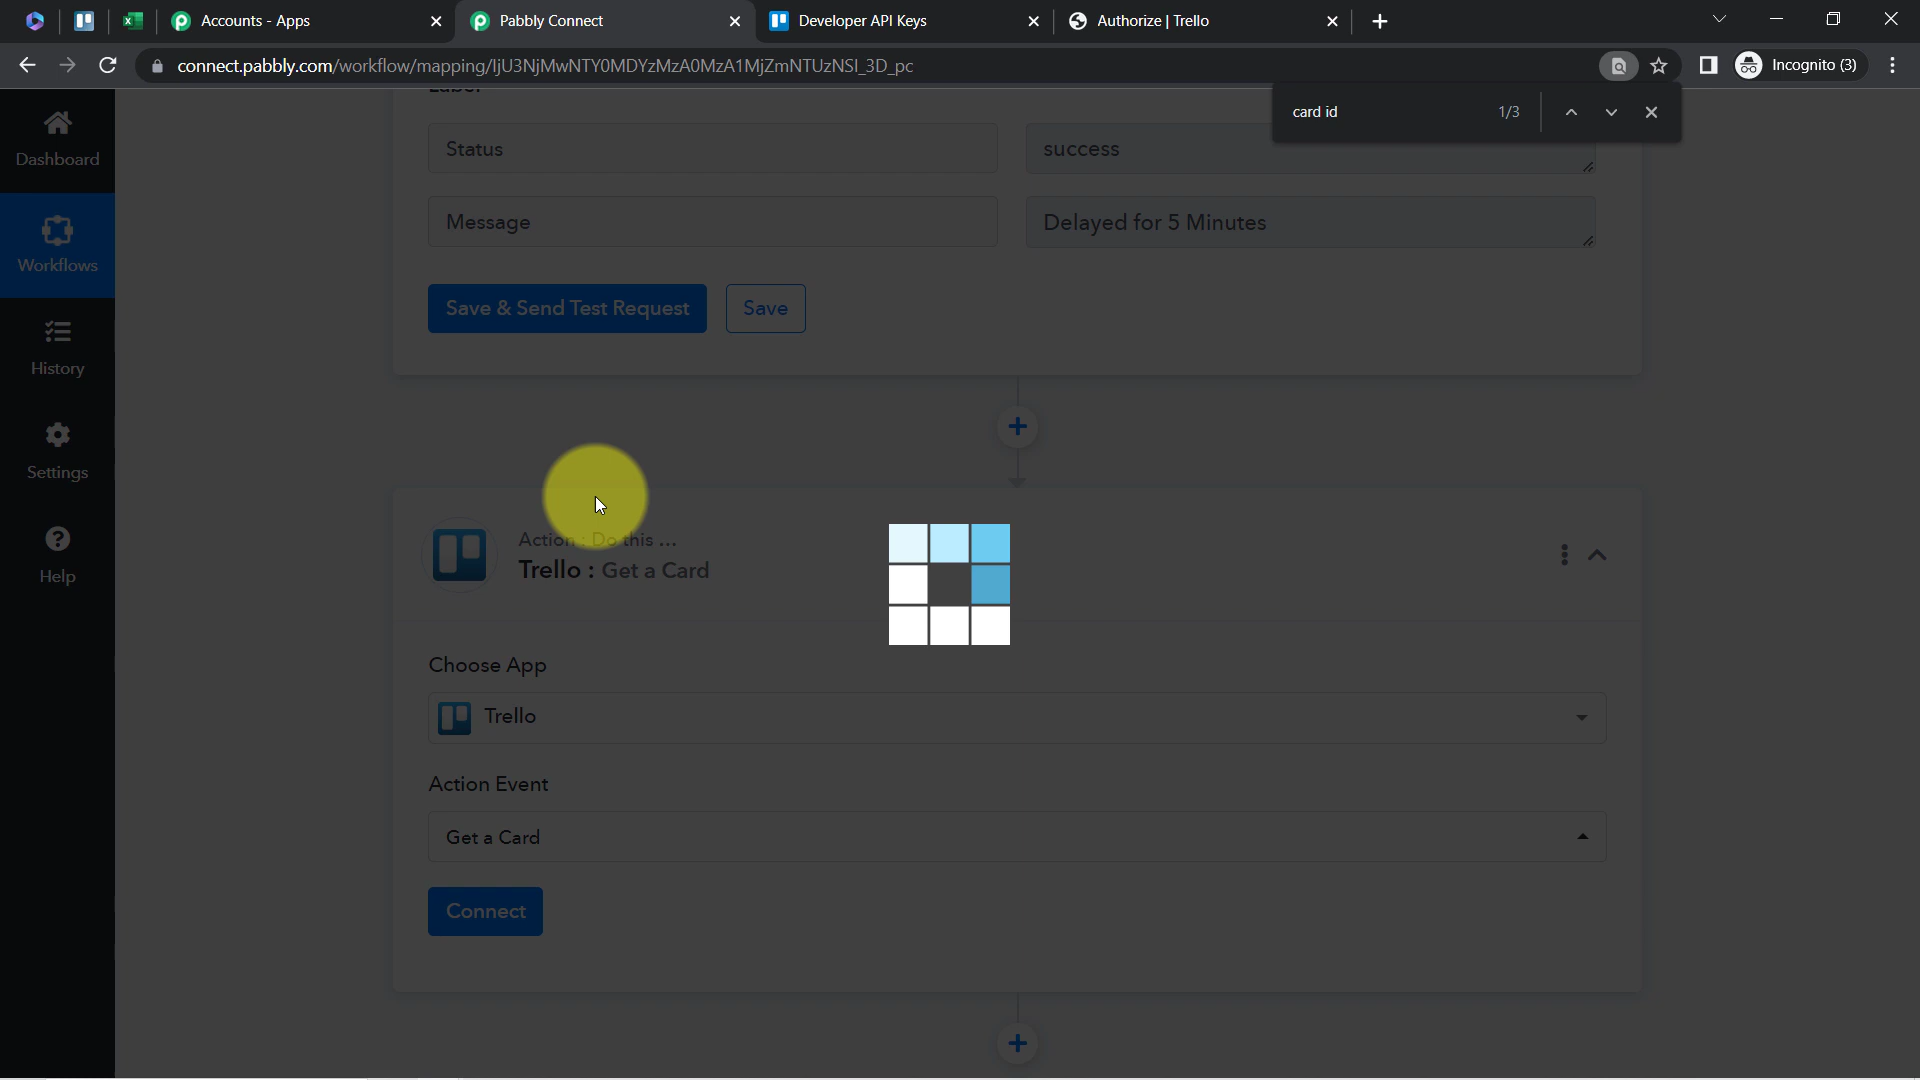 Accounts - Apps
Pabbly Connect
Developer API Keys
Authorize | Trello
connect.pabbly.com/workflow/mapping/IjU3NjMwNTY0MDYzMzA0MzA1MjZmNTUzNSI_3D_pc
Incognito (3)
card id
1/3
Dashboard
Workflows
History
Settings
Help
Label
Status
success
Message
Delayed for 5 Minutes
Save & Send Test Request
Save
Action : Do this ...
Trello : Get a Card
Choose App
Trello
Action Event
Get a Card
Connect